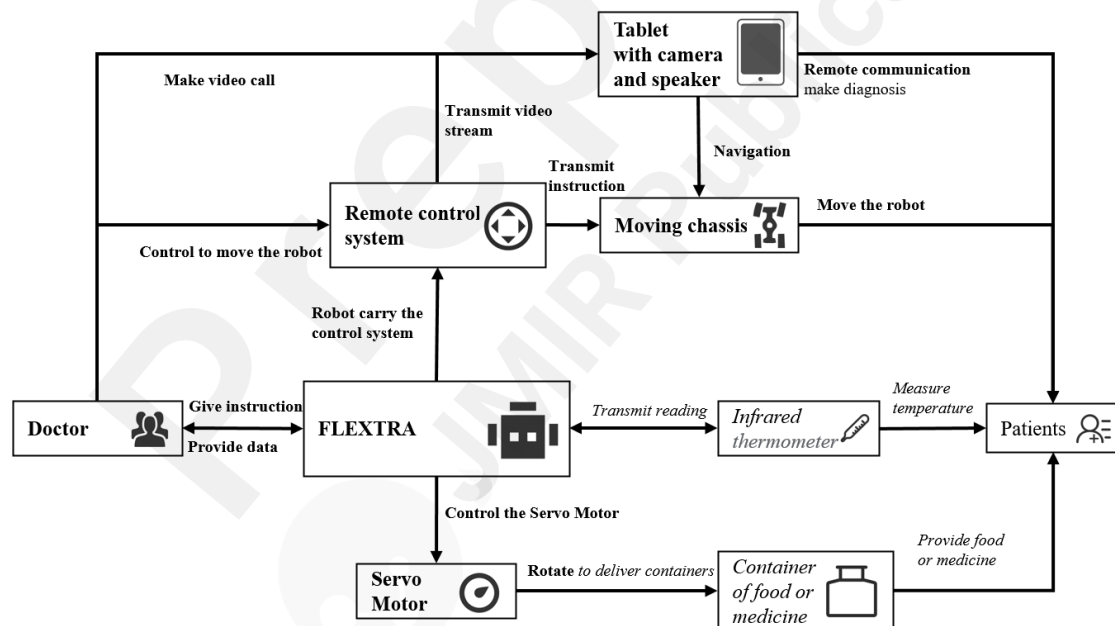 Tablet
with camera
and speaker
Make video call
Remote communication
make diagnosis
Transmit video
stream
Navigation
Transmit
instruction
Remote control
system
Moving chassis
Move the robot
Control to move the robot
Robot carry the
control system
Doctor
Give instruction
Provide data
FLEXTRA
Transmit reading
Infrared
thermometer
Measure
temperature
Patients
Control the Servo Motor
Servo
Motor
Rotate to deliver containers
Container
of food or
medicine
Provide food
or medicine
Prep
JMIR Public